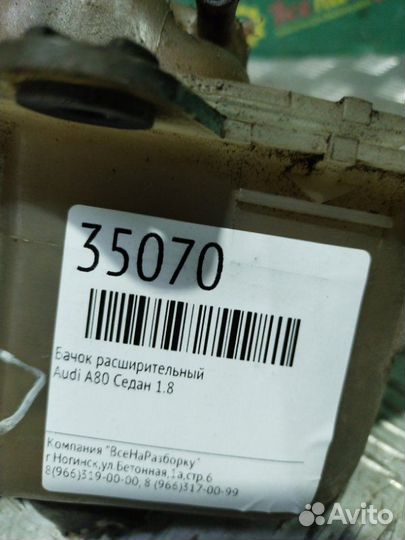 35070
Бачок расширительный
Audi A80 Седан 1.8
Компания "ВсеНаРазборку"
г.Ногинск,ул.Бетонная,1а,стр.6
8(966)319-00-00, 8 (966)317-00-99
Avito